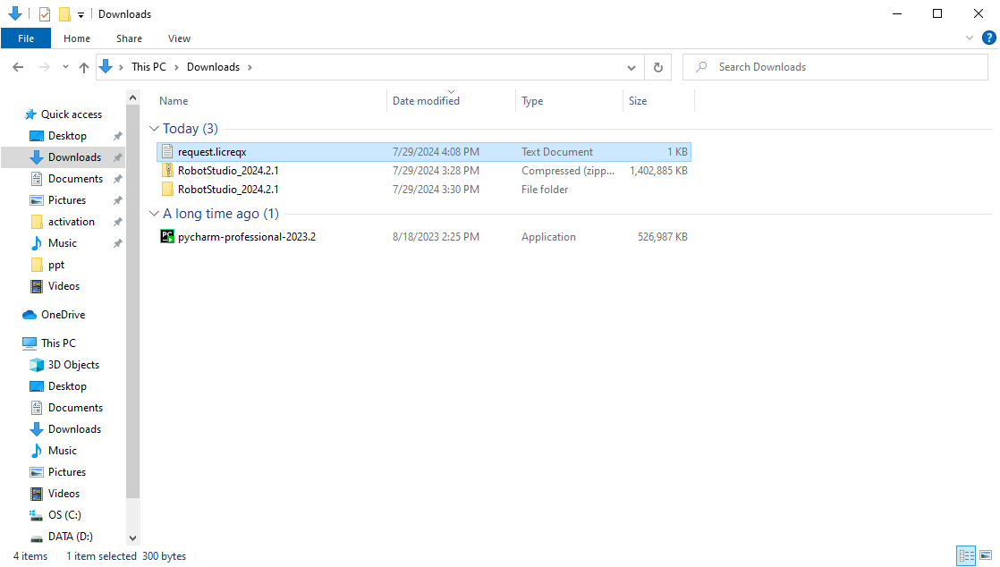 Downloads
File Home Share View
This PC Downloads Search Downloads
Name Date modified Type Size
Quick access
Desktop
Downloads
Documents
Pictures
activation
Music
ppt
Videos
OneDrive
This PC
3D Objects
Desktop
Documents
Downloads
Music
Pictures
Videos
OS (C:)
DATA (D:)
Today (3)
request.licreqx 7/29/2024 4:08 PM Text Document 1 KB
RobotStudio_2024.2.1 7/29/2024 3:28 PM Compressed (zipp... 1,402,885 KB
RobotStudio_2024.2.1 7/29/2024 3:30 PM File folder
A long time ago (1)
PC pycharm-professional-2023.2 8/18/2023 2:25 PM Application 526,987 KB
4 items 1 item selected 300 bytes